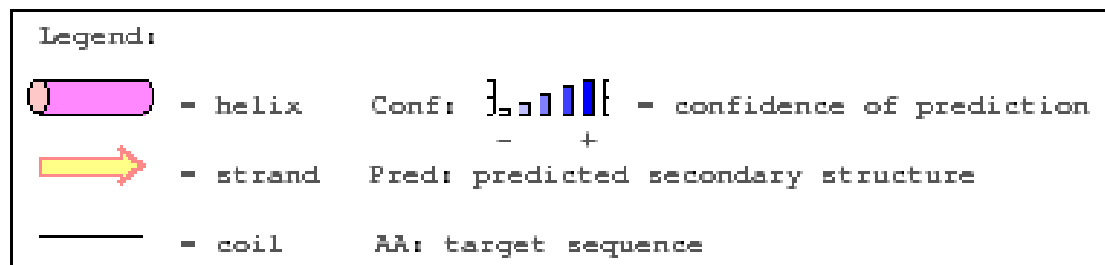 Legend:
= helix Conf: = confidence of prediction
- +
= strand Pred: predicted secondary structure
= coil AA: target sequence